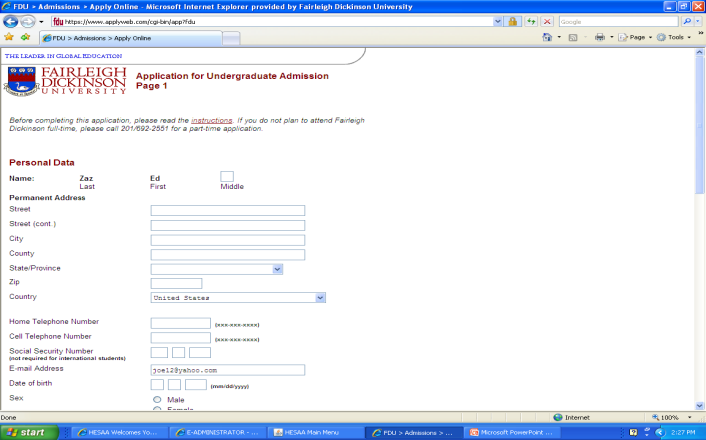 FDU > Admissions > Apply Online - Microsoft Internet Explorer provided by Fairleigh Dickinson University
fdu https://www.applyweb.com/cgi-bin/app?fdu
Google
FDU > Admissions > Apply Online
Page
Tools
THE LEADER IN GLOBAL EDUCATION
FAIRLEIGH
DICKINSON
UNIVERSITY
Application for Undergraduate Admission
Page 1
Before completing this application, please read the instructions. If you do not plan to attend Fairleigh
Dickinson full-time, please call 201/692-2551 for a part-time application.
Personal Data
Name: Zaz Ed
Last First Middle
Permanent Address
Street
Street (cont.)
City
County
State/Province
Zip
Country United States
Home Telephone Number (xxx-xxx-xxxx)
Cell Telephone Number (xxx-xxx-xxxx)
Social Security Number
(not required for international students)
E-mail Address joe12@yahoo.com
Date of birth (mm/dd/yyyy)
Sex Male
Female
Done Internet 100%
start HESAA Welcomes Yo... E-ADMINISTRATOR - ... HESAA Main Menu FDU > Admissions > ... Microsoft PowerPoint ... 2:27 PM